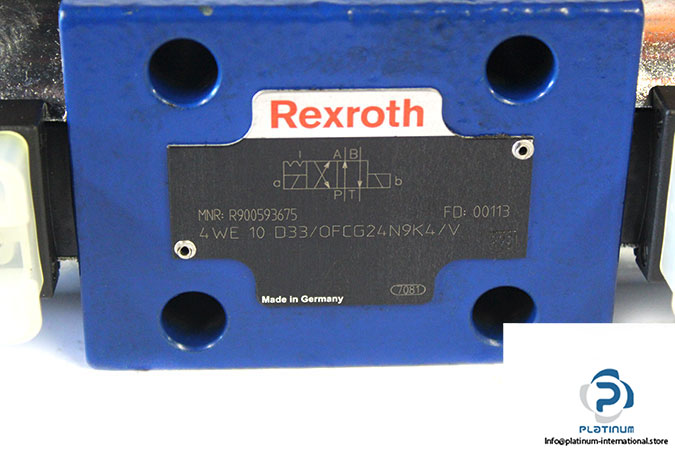 Rexroth
A B
a b
P T
MNR: R900593675 FD: 00113
4WE 10 D33/OFCG24N9K4/V
Made in Germany
7081
PLATINUM
Info@platinum-international.store